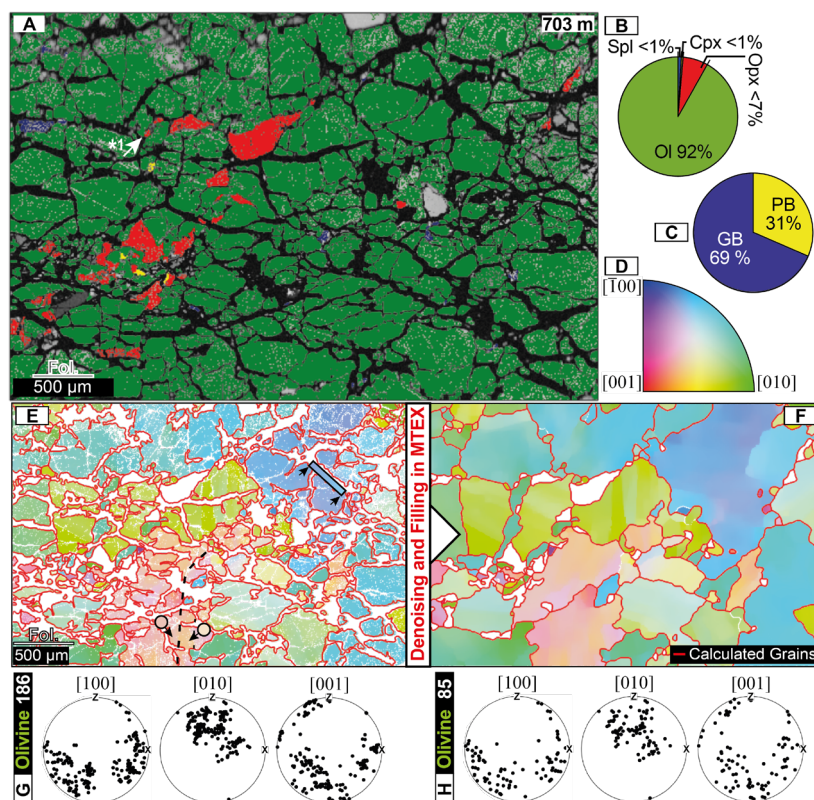 A
703 m
*1
Fol.
500 µm
B
Spl <1%
Cpx <1%
Opx <7%
Ol 92%
C
PB
31%
GB
69 %
D
[1̄00]
[001]
[010]
E
Fol.
500 µm
Denoising and Filling in MTEX
F
Calculated Grains
G
Olivine 186
[100]
[010]
[001]
z
z
z
x
x
x
H
Olivine 85
[100]
[010]
[001]
z
z
z
x
x
x